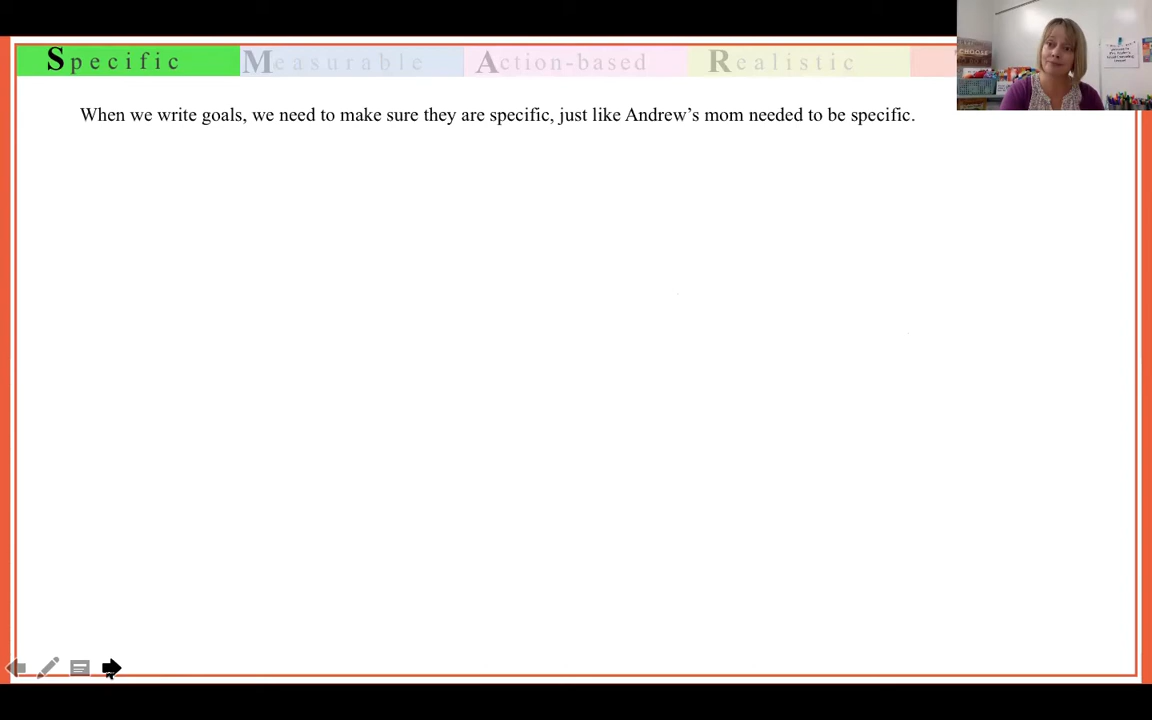 Specific Measurable Action-based Realistic
When we write goals, we need to make sure they are specific, just like Andrew's mom needed to be specific.
CHOOSE